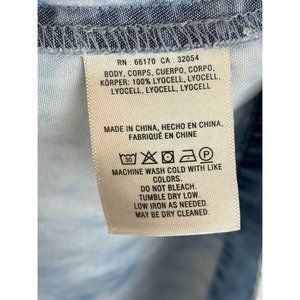 RN : 66170 CA : 32054
BODY, CORPS, CUERPO, CORPO,
KÖRPER: 100% LYOCELL, LYOCELL,
LYOCELL, LYOCELL, LYOCELL
MADE IN CHINA, HECHO EN CHINA,
FABRIQUÉ EN CHINE
30 P
MACHINE WASH COLD WITH LIKE
COLORS.
DO NOT BLEACH.
TUMBLE DRY LOW.
LOW IRON AS NEEDED.
MAY BE DRY CLEANED.